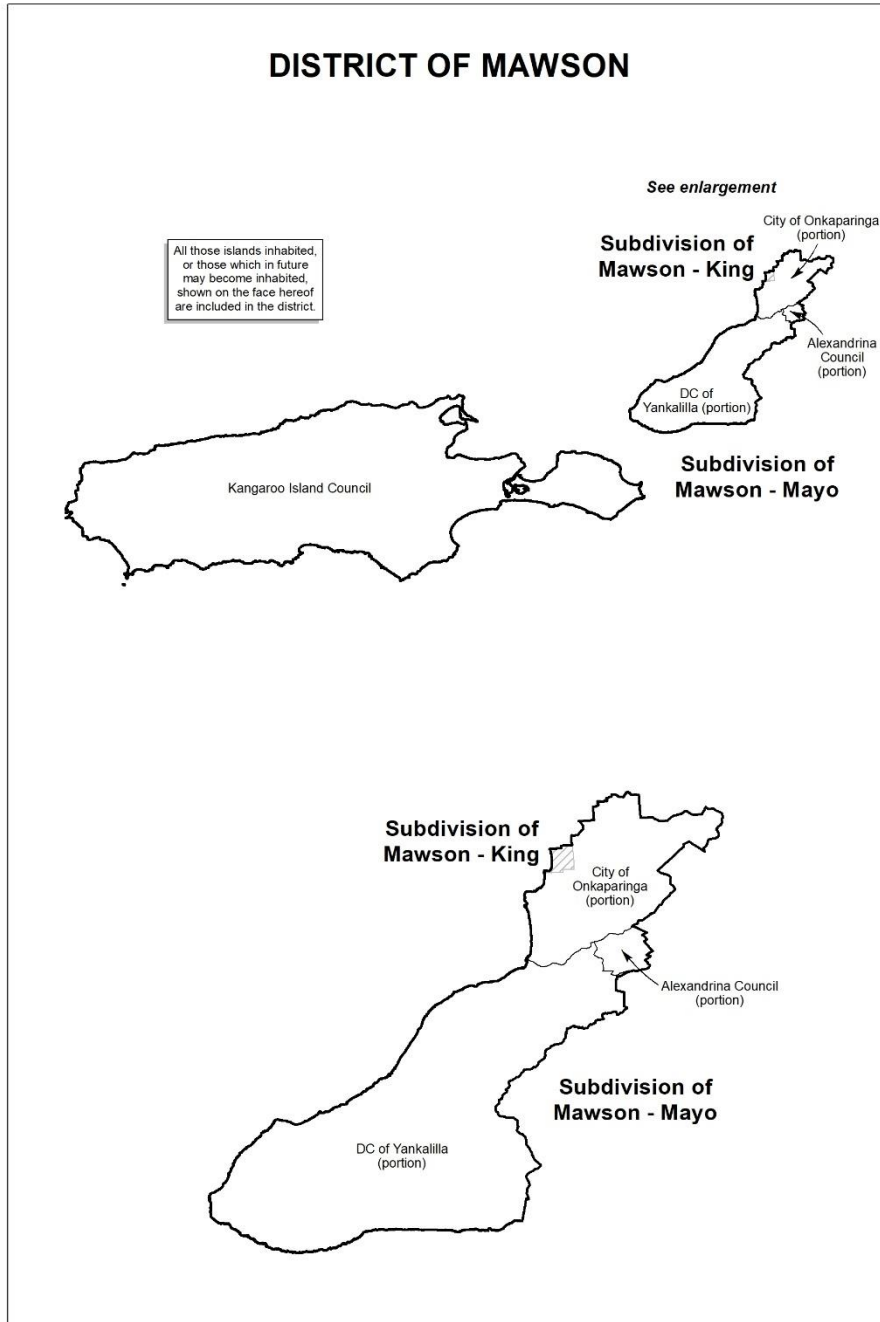 DISTRICT OF MAWSON
See enlargement
City of Onkaparinga
(portion)
Subdivision of
Mawson - King
All those islands inhabited,
or those which in future
may become inhabited,
shown on the face hereof
are included in the district.
Alexandrina
Council
(portion)
DC of
Yankalilla (portion)
Subdivision of
Mawson - Mayo
Kangaroo Island Council
Subdivision of
Mawson - King
City of
Onkaparinga
(portion)
Alexandrina Council
(portion)
Subdivision of
Mawson - Mayo
DC of Yankalilla
(portion)